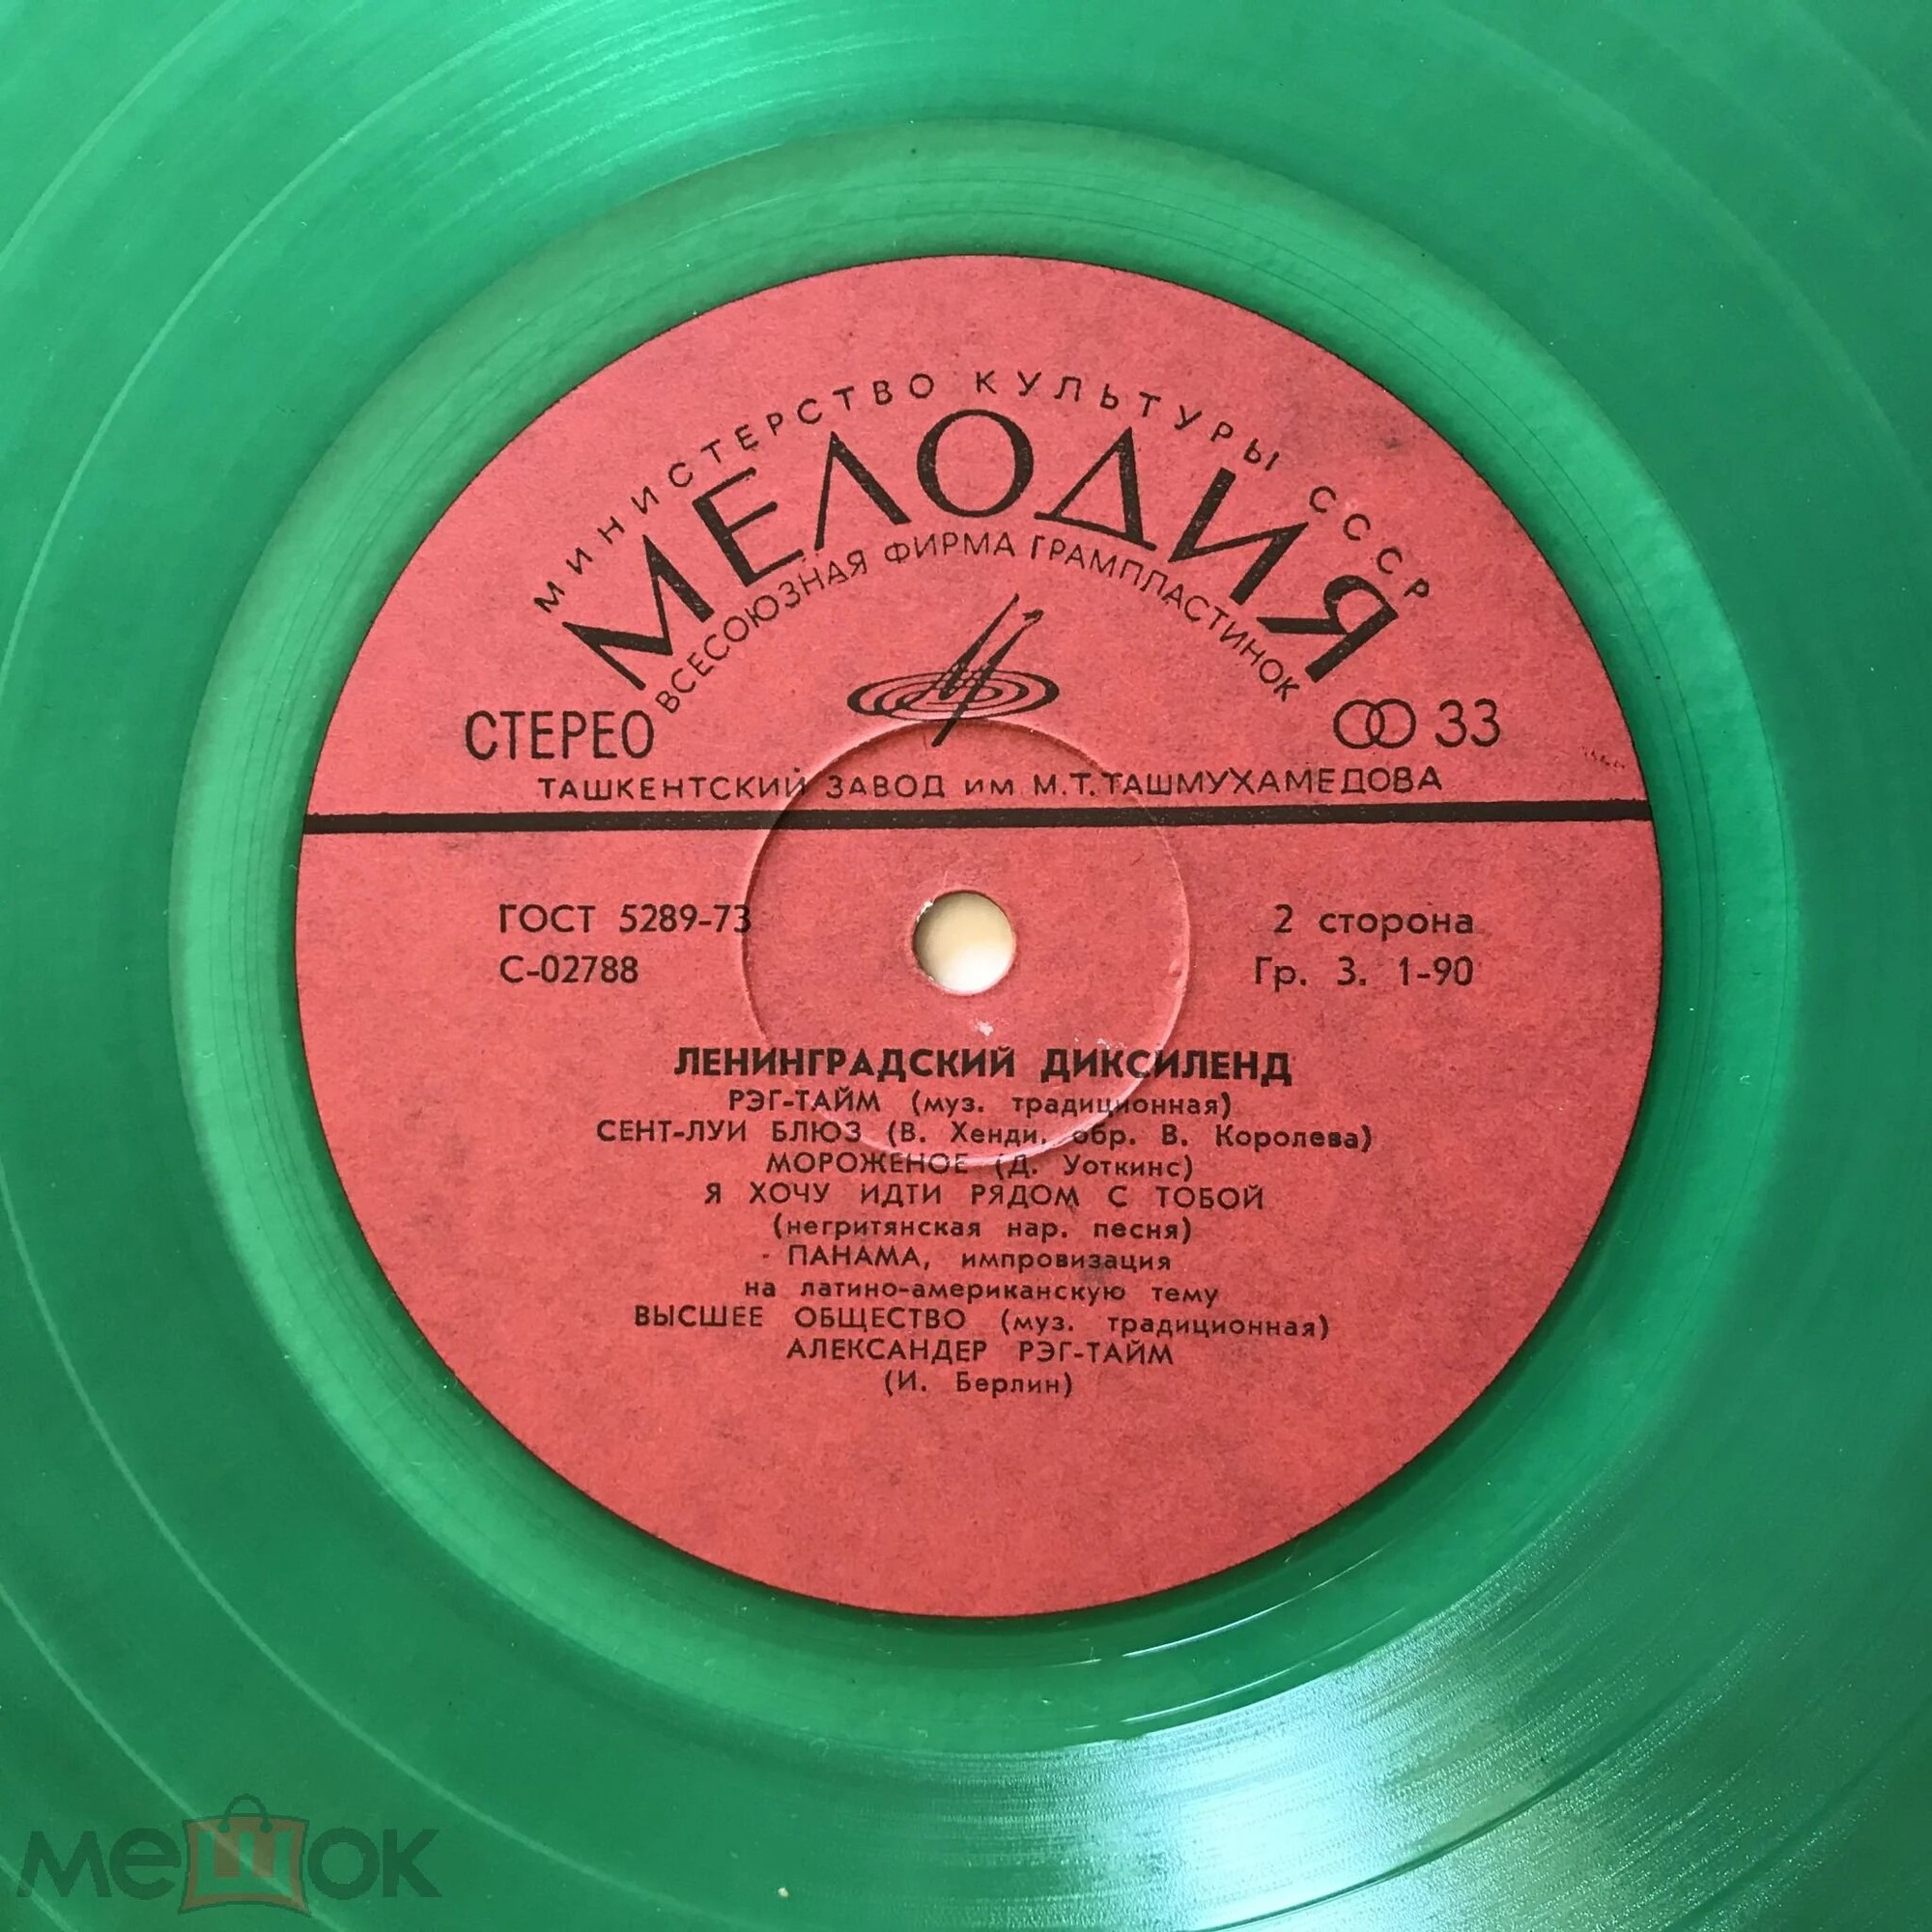 МИНИСТЕРСТВО КУЛЬТУРЫ СССР
МЕЛОДИЯ
ВСЕСОЮЗНАЯ ФИРМА ГРАМПЛАСТИНОК
СТЕРЕО
33
ТАШКЕНТСКИЙ ЗАВОД им М.Т.ТАШМУХАМЕДОВА
ГОСТ 5289-73
2 сторона
С-02788
Гр. 3. 1-90
ЛЕНИНГРАДСКИЙ ДИКСИЛЕНД
РЭГ-ТАЙМ (муз. традиционная)
СЕНТ-ЛУИ БЛЮЗ (В. Хенди, обр. В. Королева)
МОРОЖЕНОЕ (Д. Уоткинс)
Я ХОЧУ ИДТИ РЯДОМ С ТОБОЙ
(негритянская нар. песня)
ПАНАМА, импровизация
на латино-американскую тему
ВЫСШЕЕ ОБЩЕСТВО (муз. традиционная)
АЛЕКСАНДЕР РЭГ-ТАЙМ
(И. Берлин)
мешок